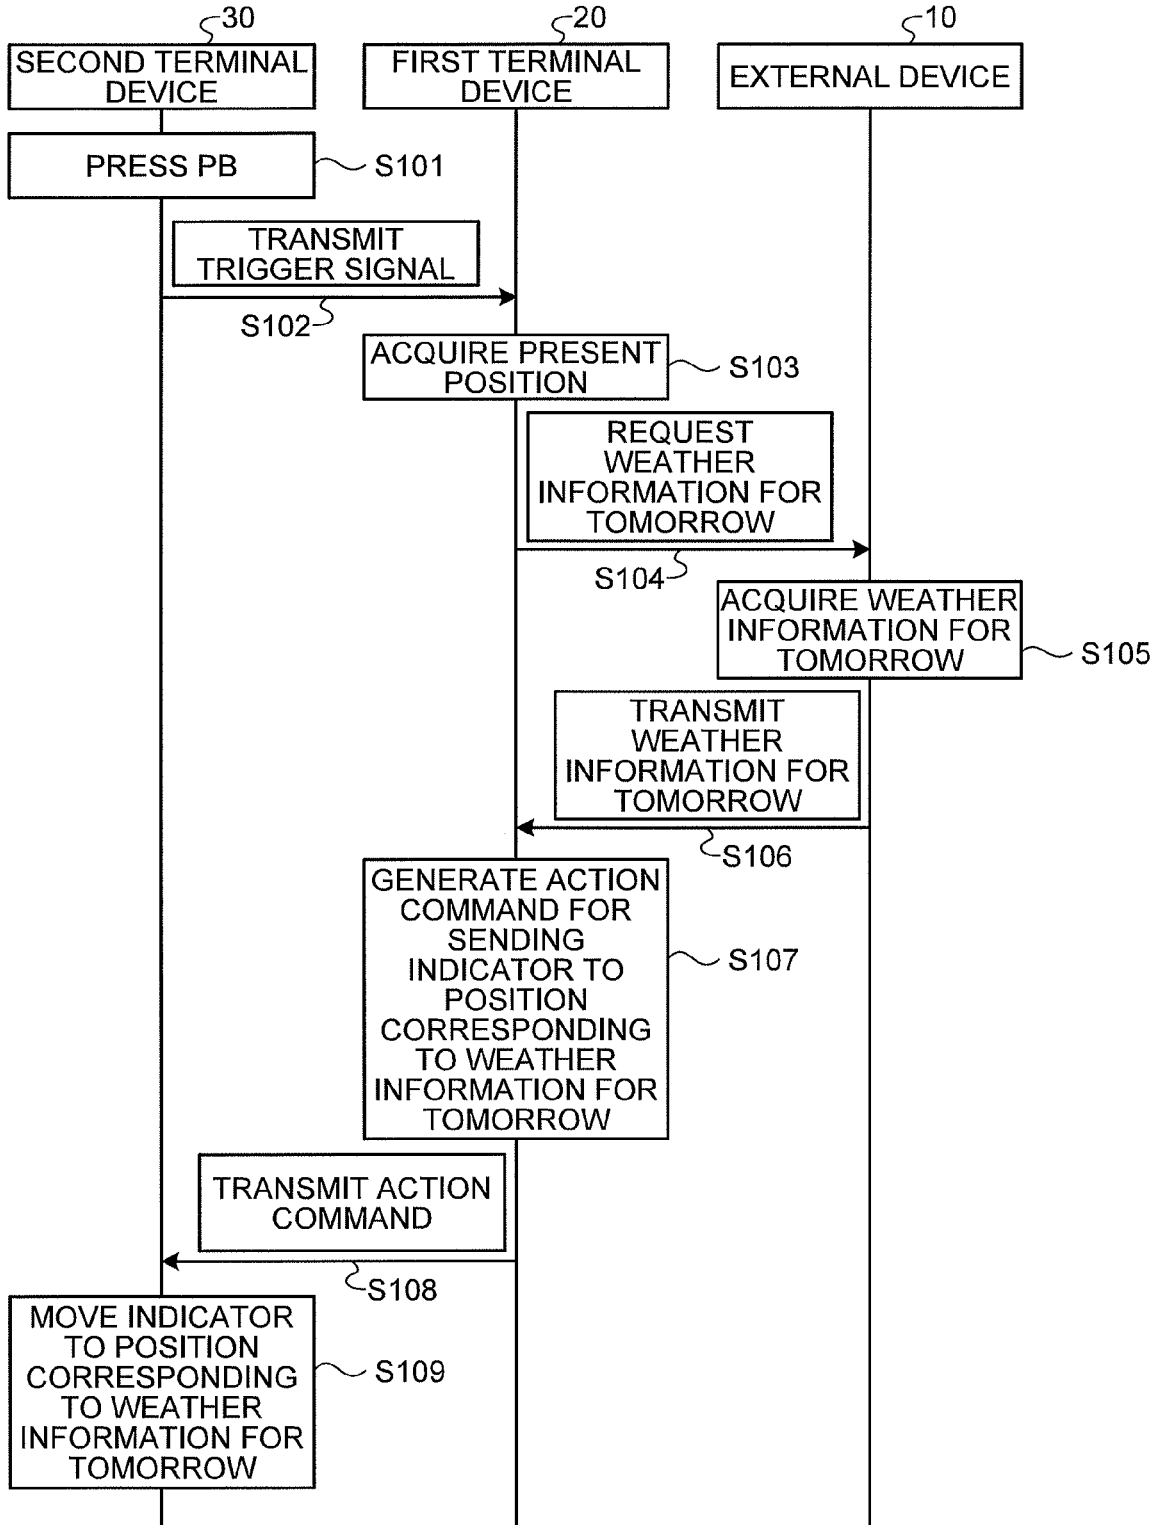 30
20
10
SECOND TERMINAL
DEVICE
FIRST TERMINAL
DEVICE
EXTERNAL DEVICE
PRESS PB
S101
TRANSMIT
TRIGGER SIGNAL
S102
ACQUIRE PRESENT
POSITION
S103
REQUEST
WEATHER
INFORMATION FOR
TOMORROW
S104
ACQUIRE WEATHER
INFORMATION FOR
TOMORROW
S105
TRANSMIT
WEATHER
INFORMATION FOR
TOMORROW
S106
GENERATE ACTION
COMMAND FOR
SENDING
INDICATOR TO
POSITION
CORRESPONDING
TO WEATHER
INFORMATION FOR
TOMORROW
S107
TRANSMIT ACTION
COMMAND
S108
MOVE INDICATOR
TO POSITION
CORRESPONDING
TO WEATHER
INFORMATION FOR
TOMORROW
S109